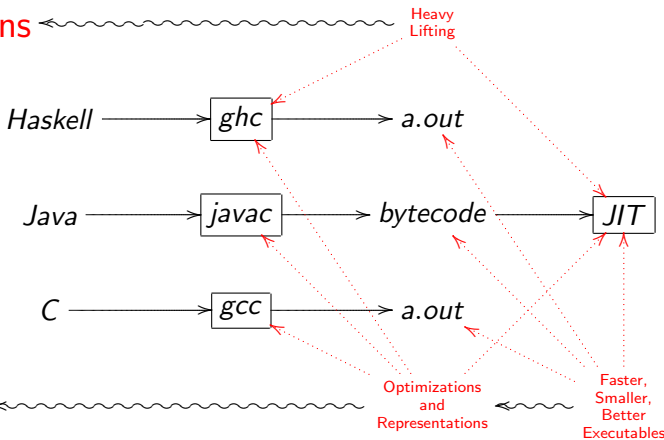 ns
Heavy
Lifting
Haskell ghc a.out
Java javac bytecode JIT
C gcc a.out
Optimizations
and
Representations
Faster,
Smaller,
Better
Executables